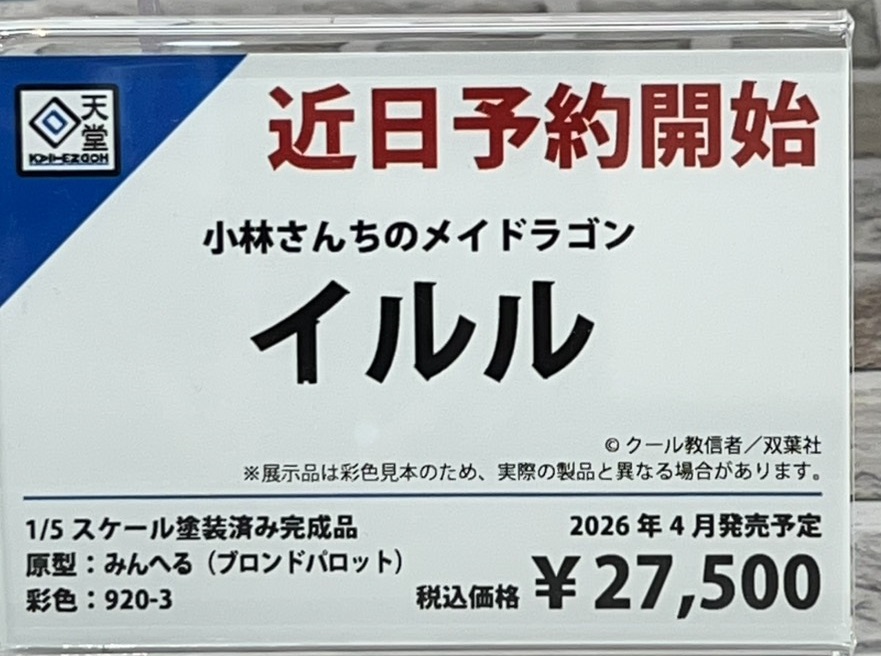 天堂
KAITENDOH
近日予約開始
小林さんちのメイドラゴン
イルル
© クール教信者／双葉社
※展示品は彩色見本のため、実際の製品と異なる場合があります。
1/5 スケール塗装済み完成品
原型：みんへる（ブロンドパロット）
彩色：920-3
2026 年 4 月発売予定
税込価格 ¥ 27,500